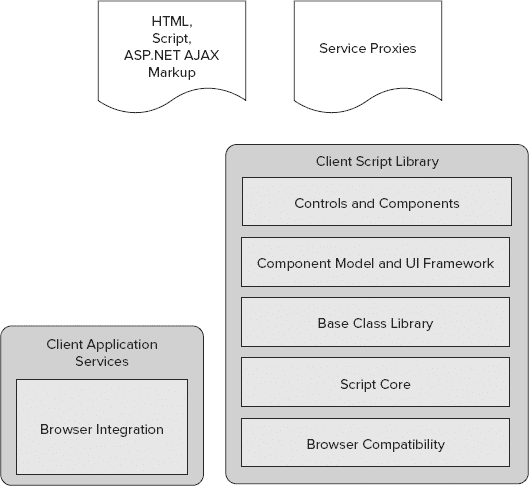 HTML,
Script,
ASP.NET AJAX
Markup
Service Proxies
Client Script Library
Controls and Components
Component Model and UI Framework
Base Class Library
Script Core
Browser Compatibility
Client Application
Services
Browser Integration